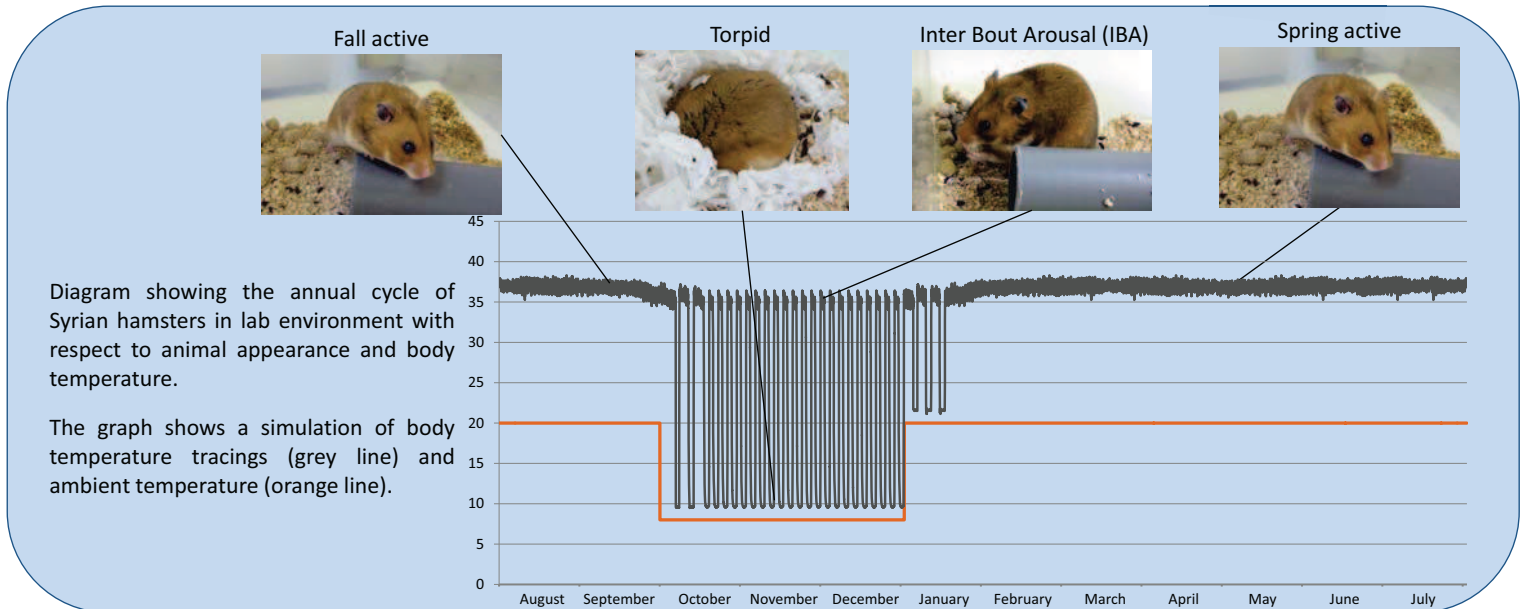 Fall active
Torpid
Inter Bout Arousal (IBA)
Spring active
Diagram showing the annual cycle of
Syrian hamsters in lab environment with
respect to animal appearance and body
temperature.
The graph shows a simulation of body
temperature tracings (grey line) and
ambient temperature (orange line).
45
40
35
30
25
20
15
10
5
0
August September October November December January February March April May June July